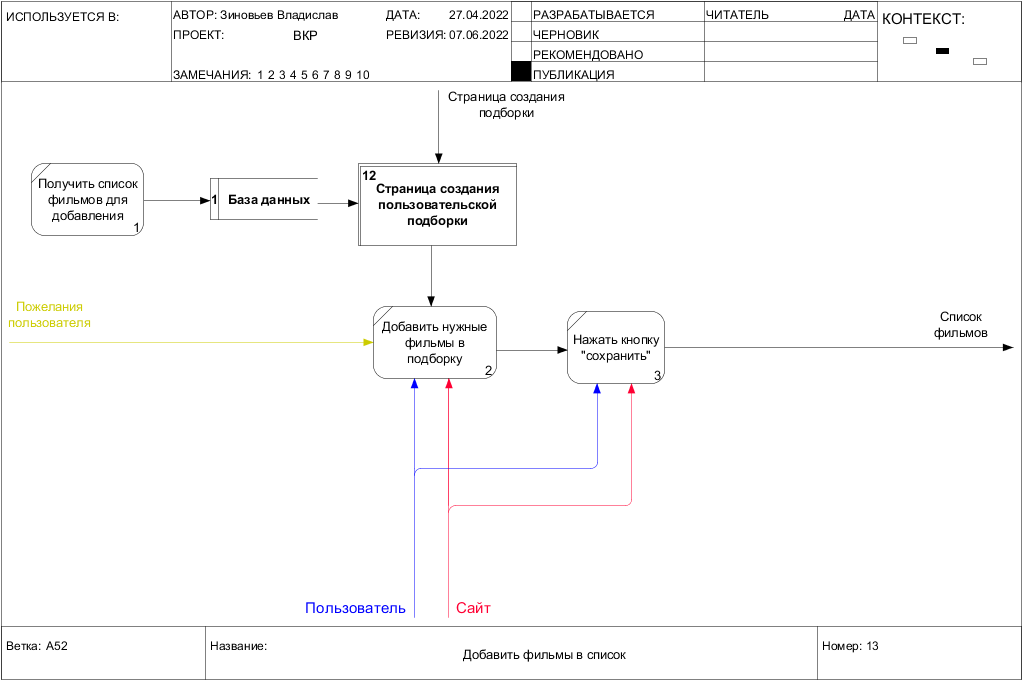 ИСПОЛЬЗУЕТСЯ В:
АВТОР: Зиновьев Владислав
ДАТА: 27.04.2022
ПРОЕКТ: ВКР
РЕВИЗИЯ: 07.06.2022
ЗАМЕЧАНИЯ: 1 2 3 4 5 6 7 8 9 10
РАЗРАБАТЫВАЕТСЯ
ЧЕРНОВИК
РЕКОМЕНДОВАНО
ПУБЛИКАЦИЯ
ЧИТАТЕЛЬ ДАТА
КОНТЕКСТ:
Страница создания
подборки
Получить список
фильмов для
добавления
1
1 База данных
12
Страница создания
пользовательской
подборки
Пожелания
пользователя
Добавить нужные
фильмы в
подборку
2
Нажать кнопку
"сохранить"
3
Список
фильмов
Пользователь
Сайт
Ветка: A52
Название:
Добавить фильмы в список
Номер: 13